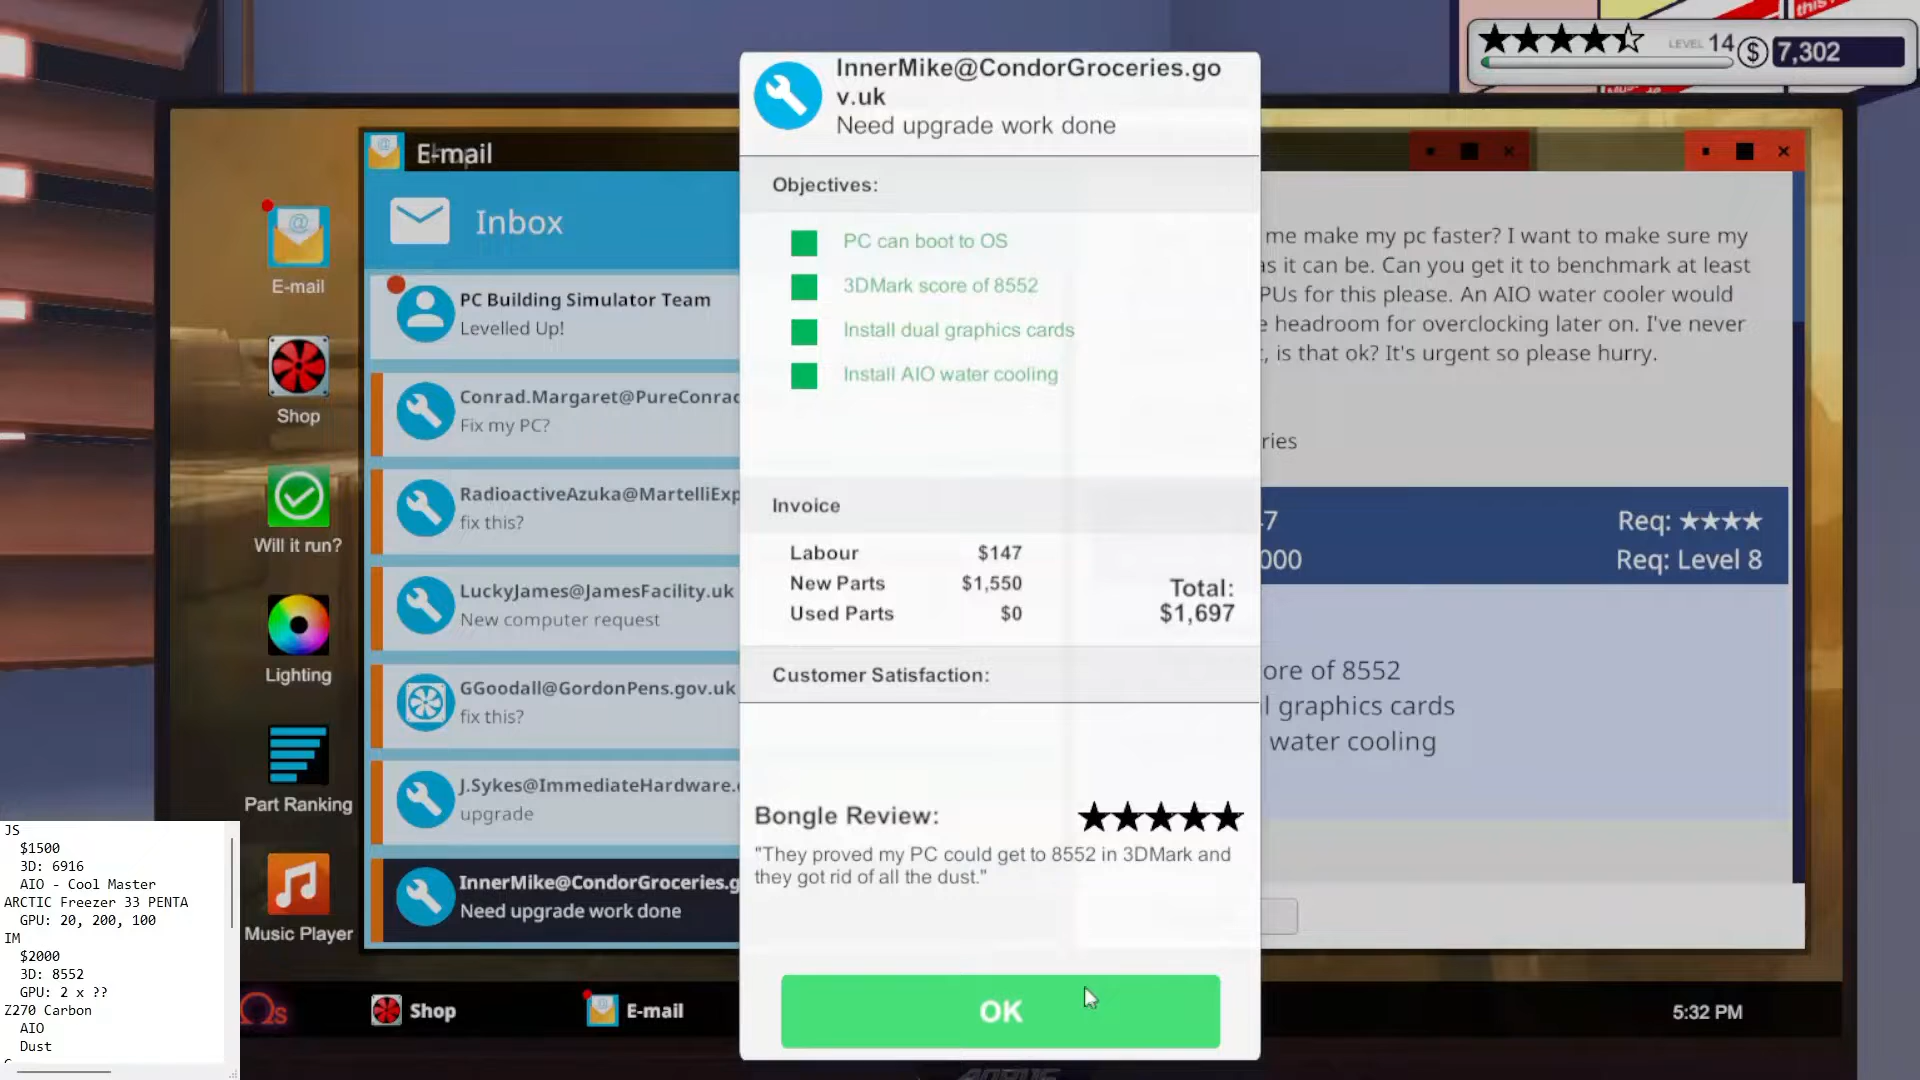 this
LEVEL 14
$ 7,302
InnerMike@CondorGroceries.go
v.uk
Need upgrade work done
E-mail
Inbox
Objectives:
PC can boot to OS
3DMark score of 8552
Install dual graphics cards
Install AIO water cooling
me make my pc faster? I want to make sure my
as it can be. Can you get it to benchmark at least
PUs for this please. An AIO water cooler would
e headroom for overclocking later on. I've never
, is that ok? It's urgent so please hurry.
ries
E-mail
Shop
Will it run?
Lighting
Part Ranking
Music Player
PC Building Simulator Team
Levelled Up!
Conrad.Margaret@PureConrad
Fix my PC?
RadioactiveAzuka@MartelliExp
fix this?
LuckyJames@JamesFacility.uk
New computer request
GGoodall@GordonPens.gov.uk
fix this?
J.Sykes@ImmediateHardware.
upgrade
InnerMike@CondorGroceries.g
Need upgrade work done
Invoice
Labour $147
New Parts $1,550
Used Parts $0
Total:
$1,697
Customer Satisfaction:
Bongle Review: ★★★★★
"They proved my PC could get to 8552 in 3DMark and
they got rid of all the dust."
OK
7 Req: ★★★★
000 Req: Level 8
ore of 8552
l graphics cards
water cooling
JS
$1500
3D: 6916
AIO - Cool Master
ARCTIC Freezer 33 PENTA
GPU: 20, 200, 100
IM
$2000
3D: 8552
GPU: 2 x ??
Z270 Carbon
AIO
Dust
Ωs
Shop
E-mail
5:32 PM